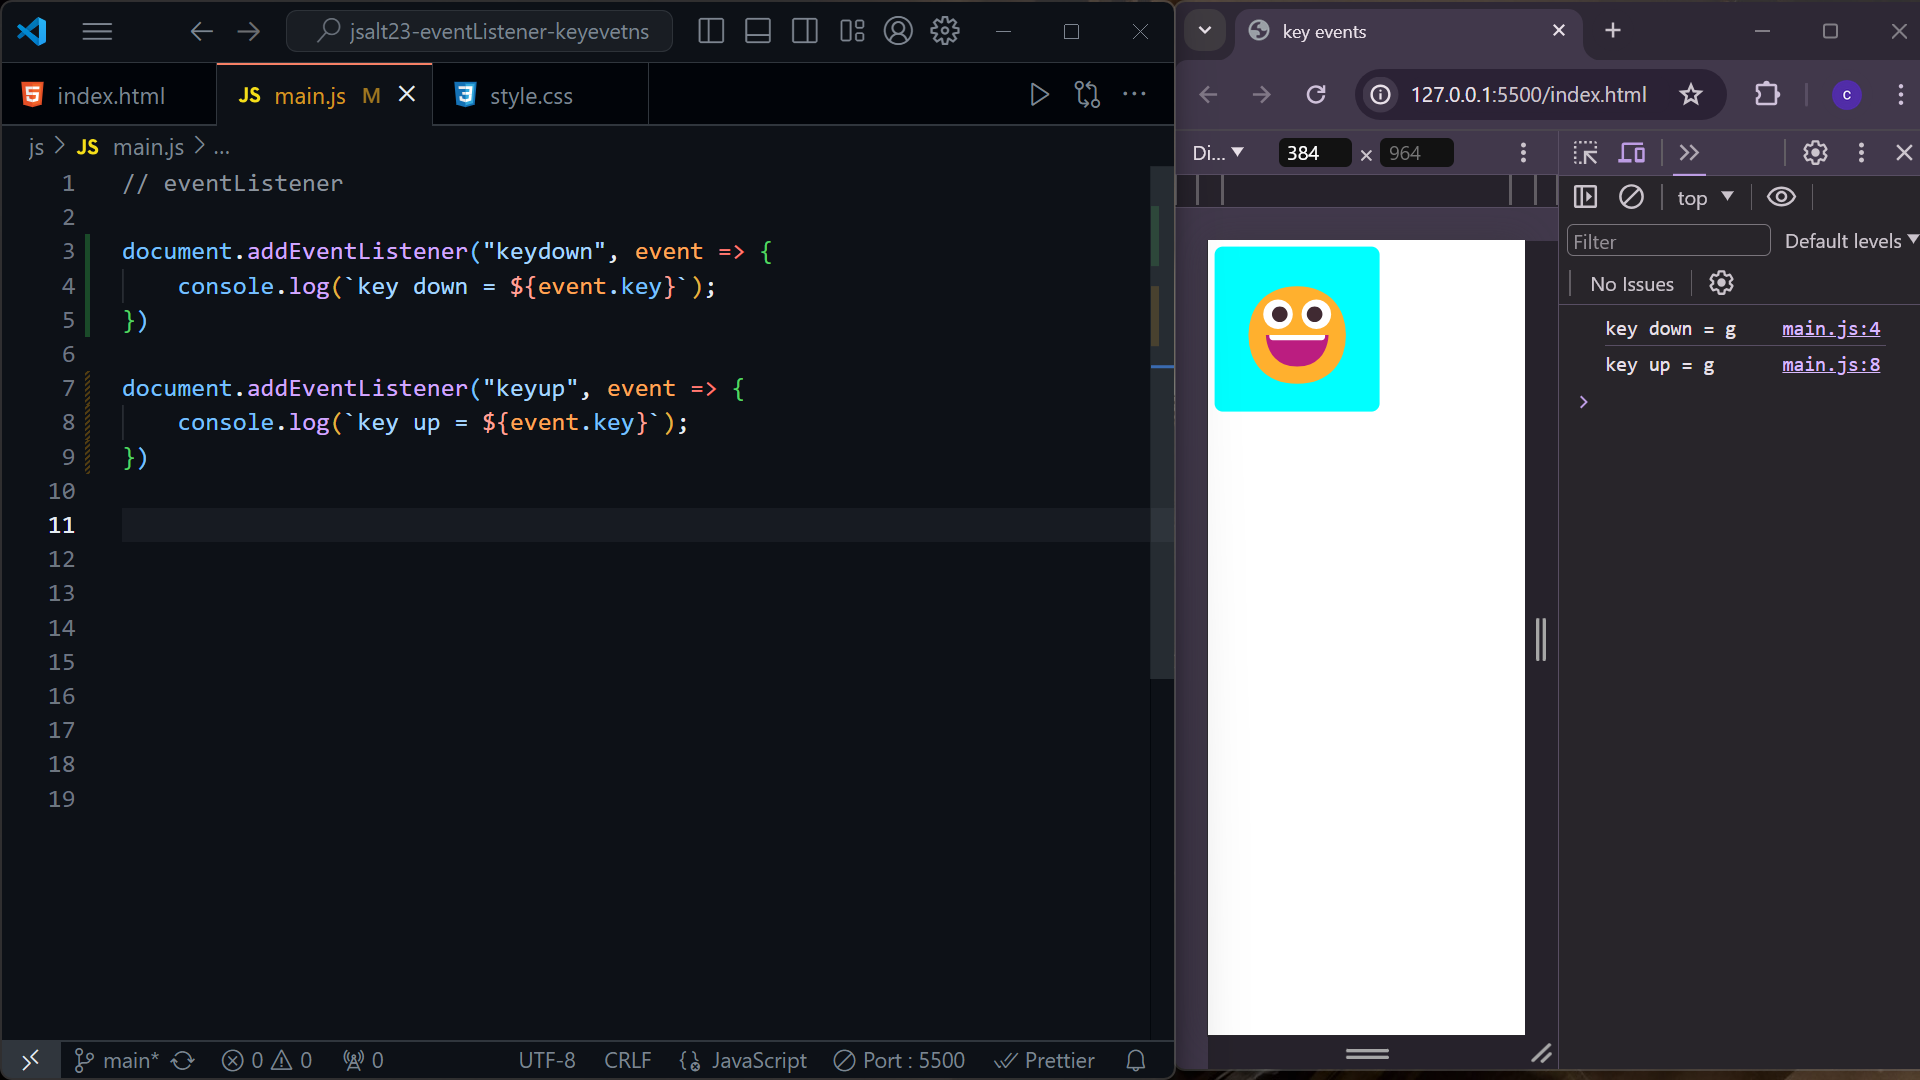 jsalt23-eventListener-keyevetns
index.html
JS main.js M
style.css
js > JS main.js > ...
1 // eventListener
2
3 document.addEventListener("keydown", event => {
4     console.log(`key down = ${event.key}`);
5 })
6
7 document.addEventListener("keyup", event => {
8     console.log(`key up = ${event.key}`);
9 })
10
11
12
13
14
15
16
17
18
19
main* 0 0 0 UTF-8 CRLF {} JavaScript Port : 5500 Prettier
key events
127.0.0.1:5500/index.html
c
Di... 384 × 964
top
Filter
Default levels
No Issues
key down = g main.js:4
key up = g main.js:8